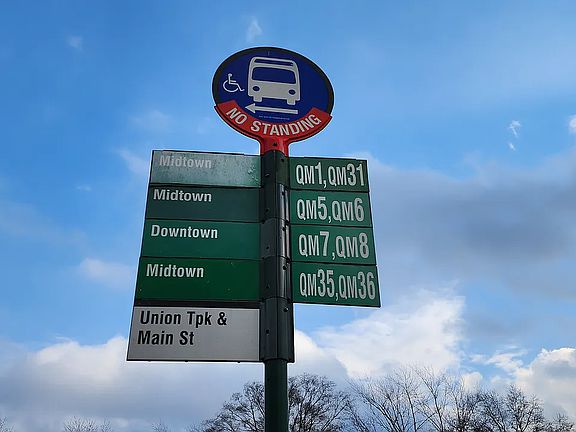 NO STANDING
Midtown QM1,QM31
Midtown QM5,QM6
Downtown QM7,QM8
Midtown QM35,QM36
Union Tpk &
Main St